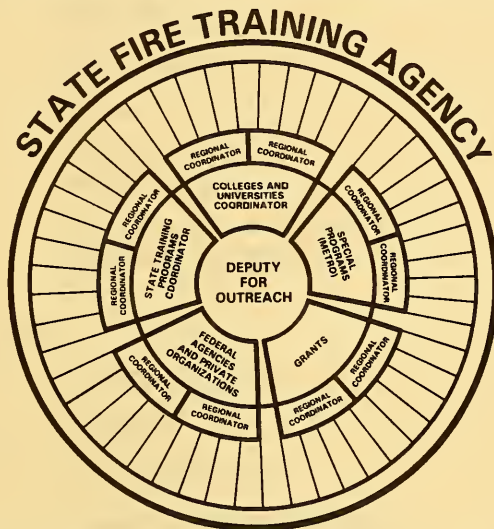 STATE FIRE TRAINING AGENCY
REGIONAL
COORDINATOR
REGIONAL
COORDINATOR
COLLEGES AND
UNIVERSITIES
COORDINATOR
REGIONAL
COORDINATOR
REGIONAL
COORDINATOR
SPECIAL
PROGRAMS
(METRO)
REGIONAL
COORDINATOR
REGIONAL
COORDINATOR
GRANTS
REGIONAL
COORDINATOR
REGIONAL
COORDINATOR
FEDERAL
AGENCIES
AND PRIVATE
ORGANIZATIONS
REGIONAL
COORDINATOR
REGIONAL
COORDINATOR
STATE TRAINING
PROGRAMS
COORDINATOR
DEPUTY
FOR
OUTREACH